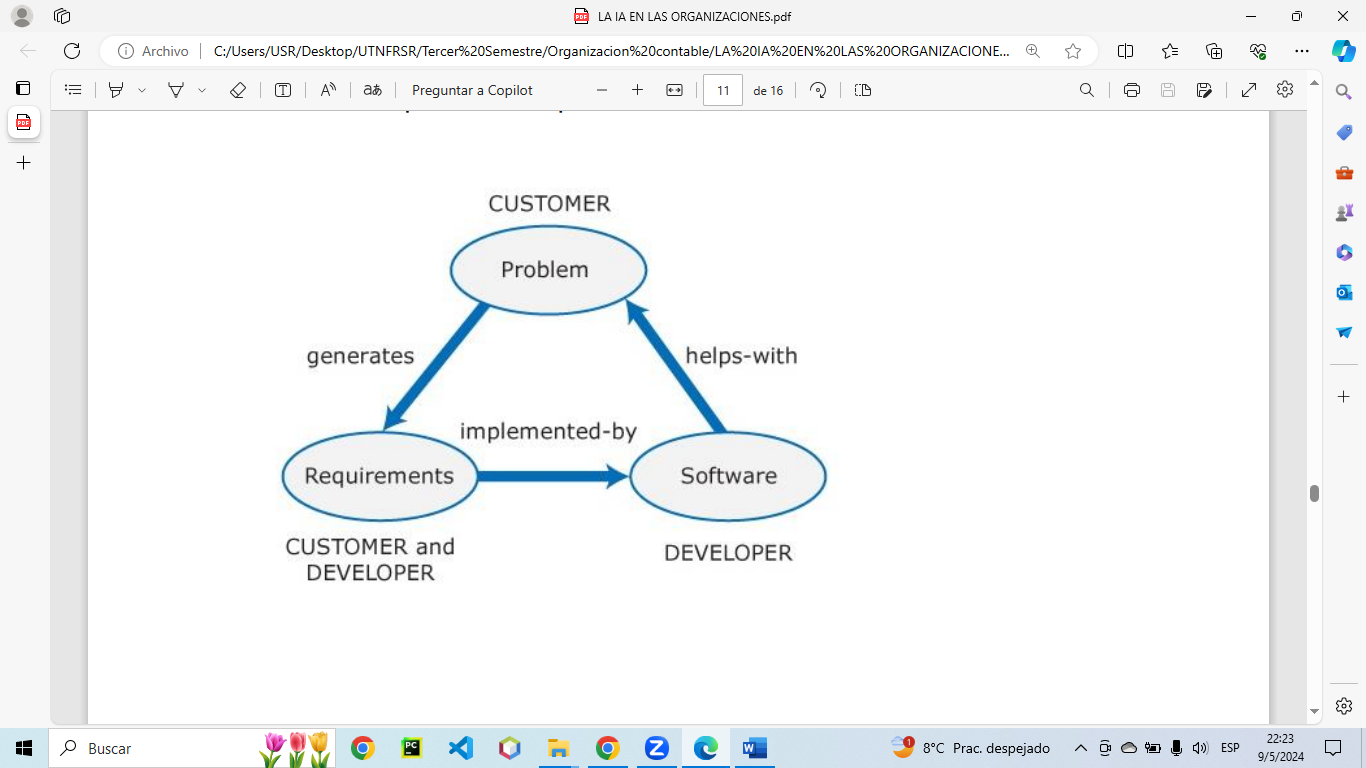 LA IA EN LAS ORGANIZACIONES.pdf
Archivo
C:/Users/USR/Desktop/UTNFRSR/Tercer%20Semestre/Organizacion%20contable/LA%20IA%20EN%20LAS%20ORGANIZACIONE...
Preguntar a Copilot
11
de 16
CUSTOMER
Problem
generates
helps-with
implemented-by
Requirements
Software
CUSTOMER and
DEVELOPER
DEVELOPER
Buscar
8°C Prac. despejado
ESP
22:23
9/5/2024